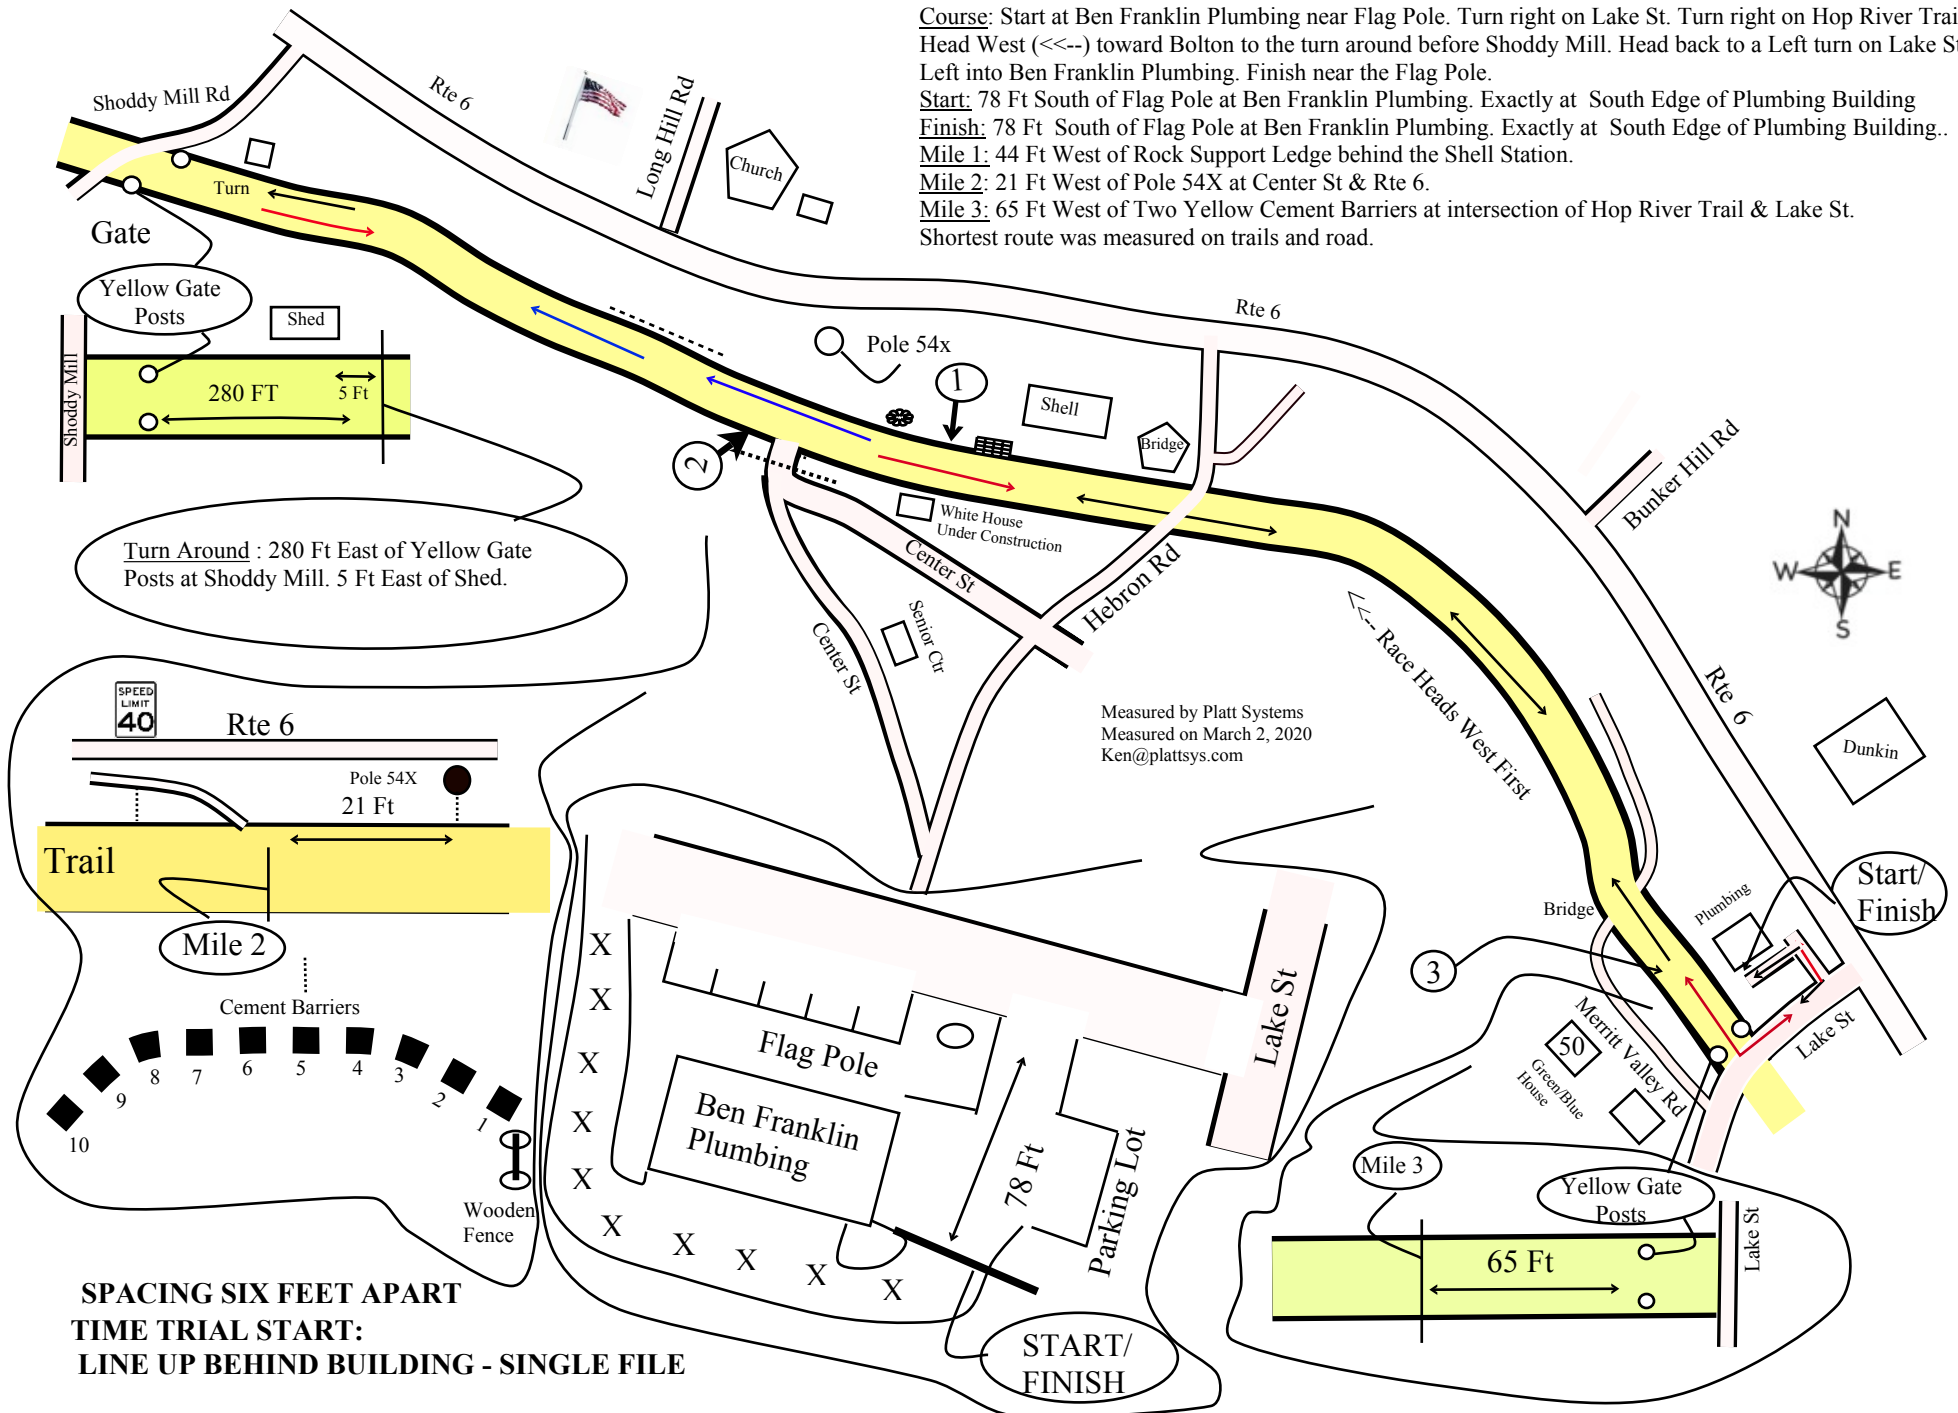 Course: Start at Ben Franklin Plumbing near Flag Pole. Turn right on Lake St. Turn right on Hop River Trai
Head West (<<--) toward Bolton to the turn around before Shoddy Mill. Head back to a Left turn on Lake St
Left into Ben Franklin Plumbing. Finish near the Flag Pole.
Start: 78 Ft South of Flag Pole at Ben Franklin Plumbing. Exactly at South Edge of Plumbing Building
Finish: 78 Ft South of Flag Pole at Ben Franklin Plumbing. Exactly at South Edge of Plumbing Building..
Mile 1: 44 Ft West of Rock Support Ledge behind the Shell Station.
Mile 2: 21 Ft West of Pole 54X at Center St & Rte 6.
Mile 3: 65 Ft West of Two Yellow Cement Barriers at intersection of Hop River Trail & Lake St.
Shortest route was measured on trails and road.
Shoddy Mill Rd
Rte 6
Long Hill Rd
Church
Turn
Gate
Yellow Gate
Posts
Shed
Shoddy Mill
280 FT
5 Ft
Turn Around : 280 Ft East of Yellow Gate
Posts at Shoddy Mill. 5 Ft East of Shed.
Rte 6
Pole 54x
1
Shell
Bridge
2
White House
Under Construction
Center St
Hebron Rd
Center St
Senior Ctr
Bunker Hill Rd
N
W
E
S
<<-- Race Heads West First
Rte 6
Dunkin
Measured by Platt Systems
Measured on March 2, 2020
Ken@plattsys.com
SPEED
LIMIT
40
Rte 6
Pole 54X
21 Ft
Trail
Mile 2
Cement Barriers
10
9
8
7
6
5
4
3
2
1
Wooden
Fence
SPACING SIX FEET APART
TIME TRIAL START:
LINE UP BEHIND BUILDING - SINGLE FILE
X
X
X
X
X
X
X
X
X
X
Flag Pole
Ben Franklin
Plumbing
78 Ft
Parking Lot
Lake St
START/
FINISH
Start/
Finish
Plumbing
Bridge
3
Merritt Valley Rd
Lake St
50
Green/Blue
House
Mile 3
Yellow Gate
Posts
65 Ft
Lake St